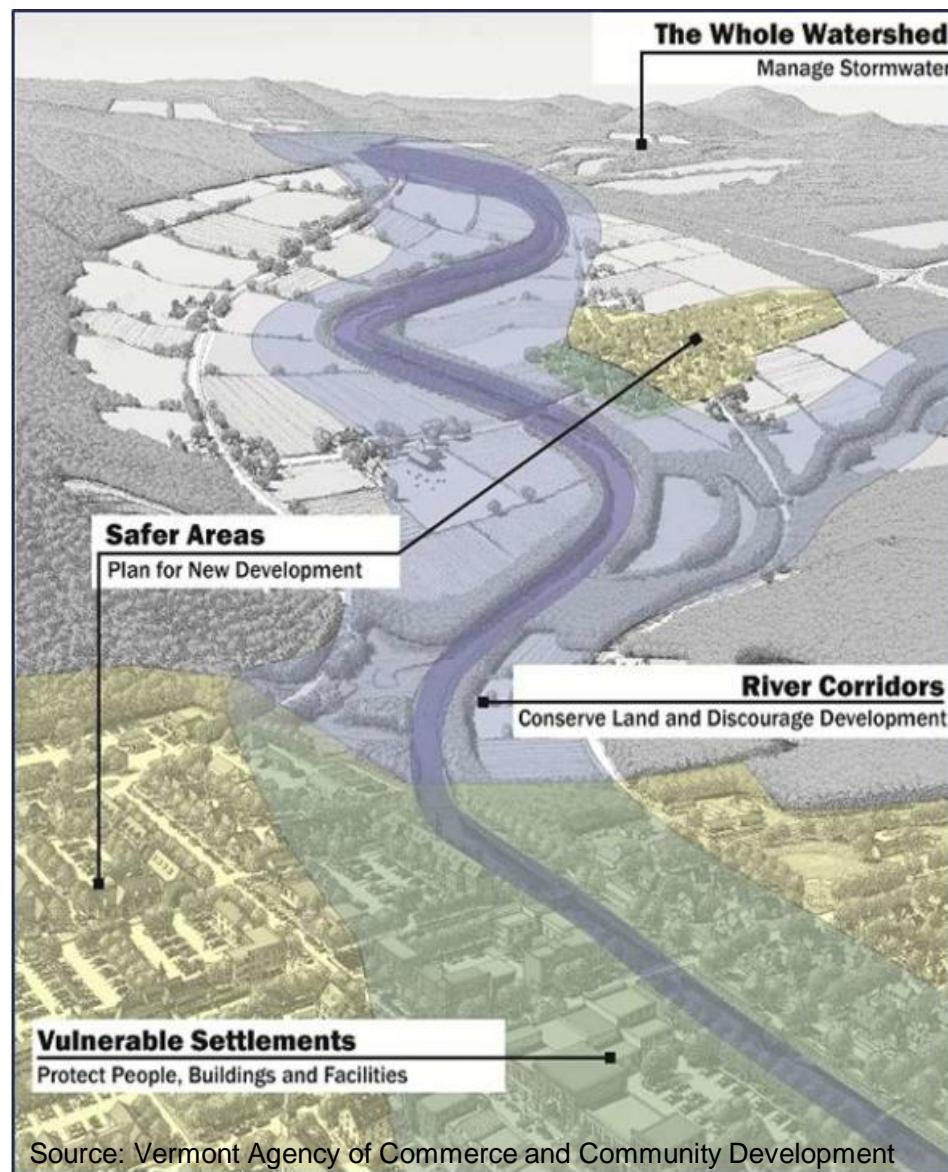 The Whole Watershed
Manage Stormwater
Safer Areas
Plan for New Development
River Corridors
Conserve Land and Discourage Development
Vulnerable Settlements
Protect People, Buildings and Facilities
Source: Vermont Agency of Commerce and Community Development